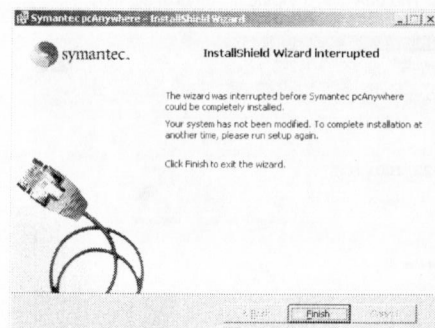 Symantec pcAnywhere - InstallShield Wizard
symantec.
InstallShield Wizard interrupted
The wizard was interrupted before Symantec pcAnywhere
could be completely installed.
Your system has not been modified. To complete installation at
another time, please run setup again.
Click Finish to exit the wizard.
< Back
Finish
Cancel